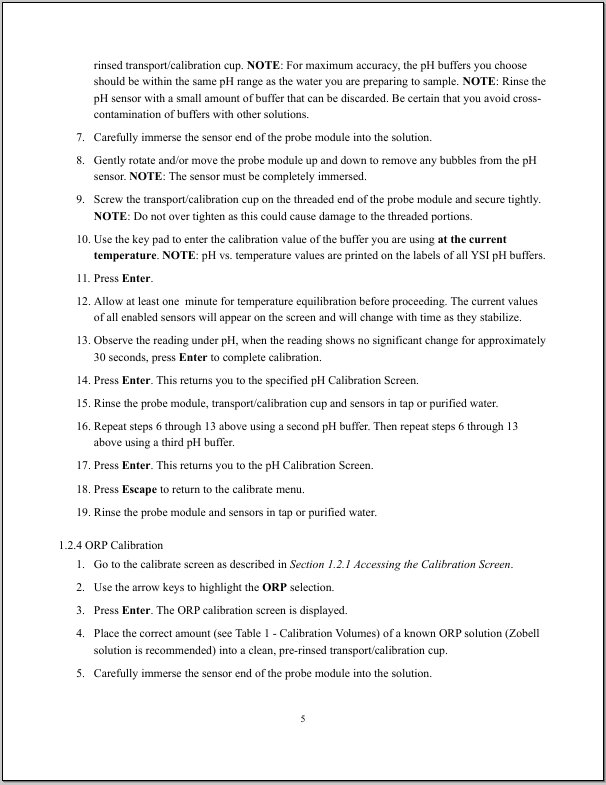 rinsed transport/calibration cup. NOTE: For maximum accuracy, the pH buffers you choose
should be within the same pH range as the water you are preparing to sample. NOTE: Rinse the
pH sensor with a small amount of buffer that can be discarded. Be certain that you avoid cross-
contamination of buffers with other solutions.
7. Carefully immerse the sensor end of the probe module into the solution.
8. Gently rotate and/or move the probe module up and down to remove any bubbles from the pH
sensor. NOTE: The sensor must be completely immersed.
9. Screw the transport/calibration cup on the threaded end of the probe module and secure tightly.
NOTE: Do not over tighten as this could cause damage to the threaded portions.
10. Use the key pad to enter the calibration value of the buffer you are using at the current
temperature. NOTE: pH vs. temperature values are printed on the labels of all YSI pH buffers.
11. Press Enter.
12. Allow at least one minute for temperature equilibration before proceeding. The current values
of all enabled sensors will appear on the screen and will change with time as they stabilize.
13. Observe the reading under pH, when the reading shows no significant change for approximately
30 seconds, press Enter to complete calibration.
14. Press Enter. This returns you to the specified pH Calibration Screen.
15. Rinse the probe module, transport/calibration cup and sensors in tap or purified water.
16. Repeat steps 6 through 13 above using a second pH buffer. Then repeat steps 6 through 13
above using a third pH buffer.
17. Press Enter. This returns you to the pH Calibration Screen.
18. Press Escape to return to the calibrate menu.
19. Rinse the probe module and sensors in tap or purified water.
1.2.4 ORP Calibration
1. Go to the calibrate screen as described in Section 1.2.1 Accessing the Calibration Screen.
2. Use the arrow keys to highlight the ORP selection.
3. Press Enter. The ORP calibration screen is displayed.
4. Place the correct amount (see Table 1 - Calibration Volumes) of a known ORP solution (Zobell
solution is recommended) into a clean, pre-rinsed transport/calibration cup.
5. Carefully immerse the sensor end of the probe module into the solution.
5